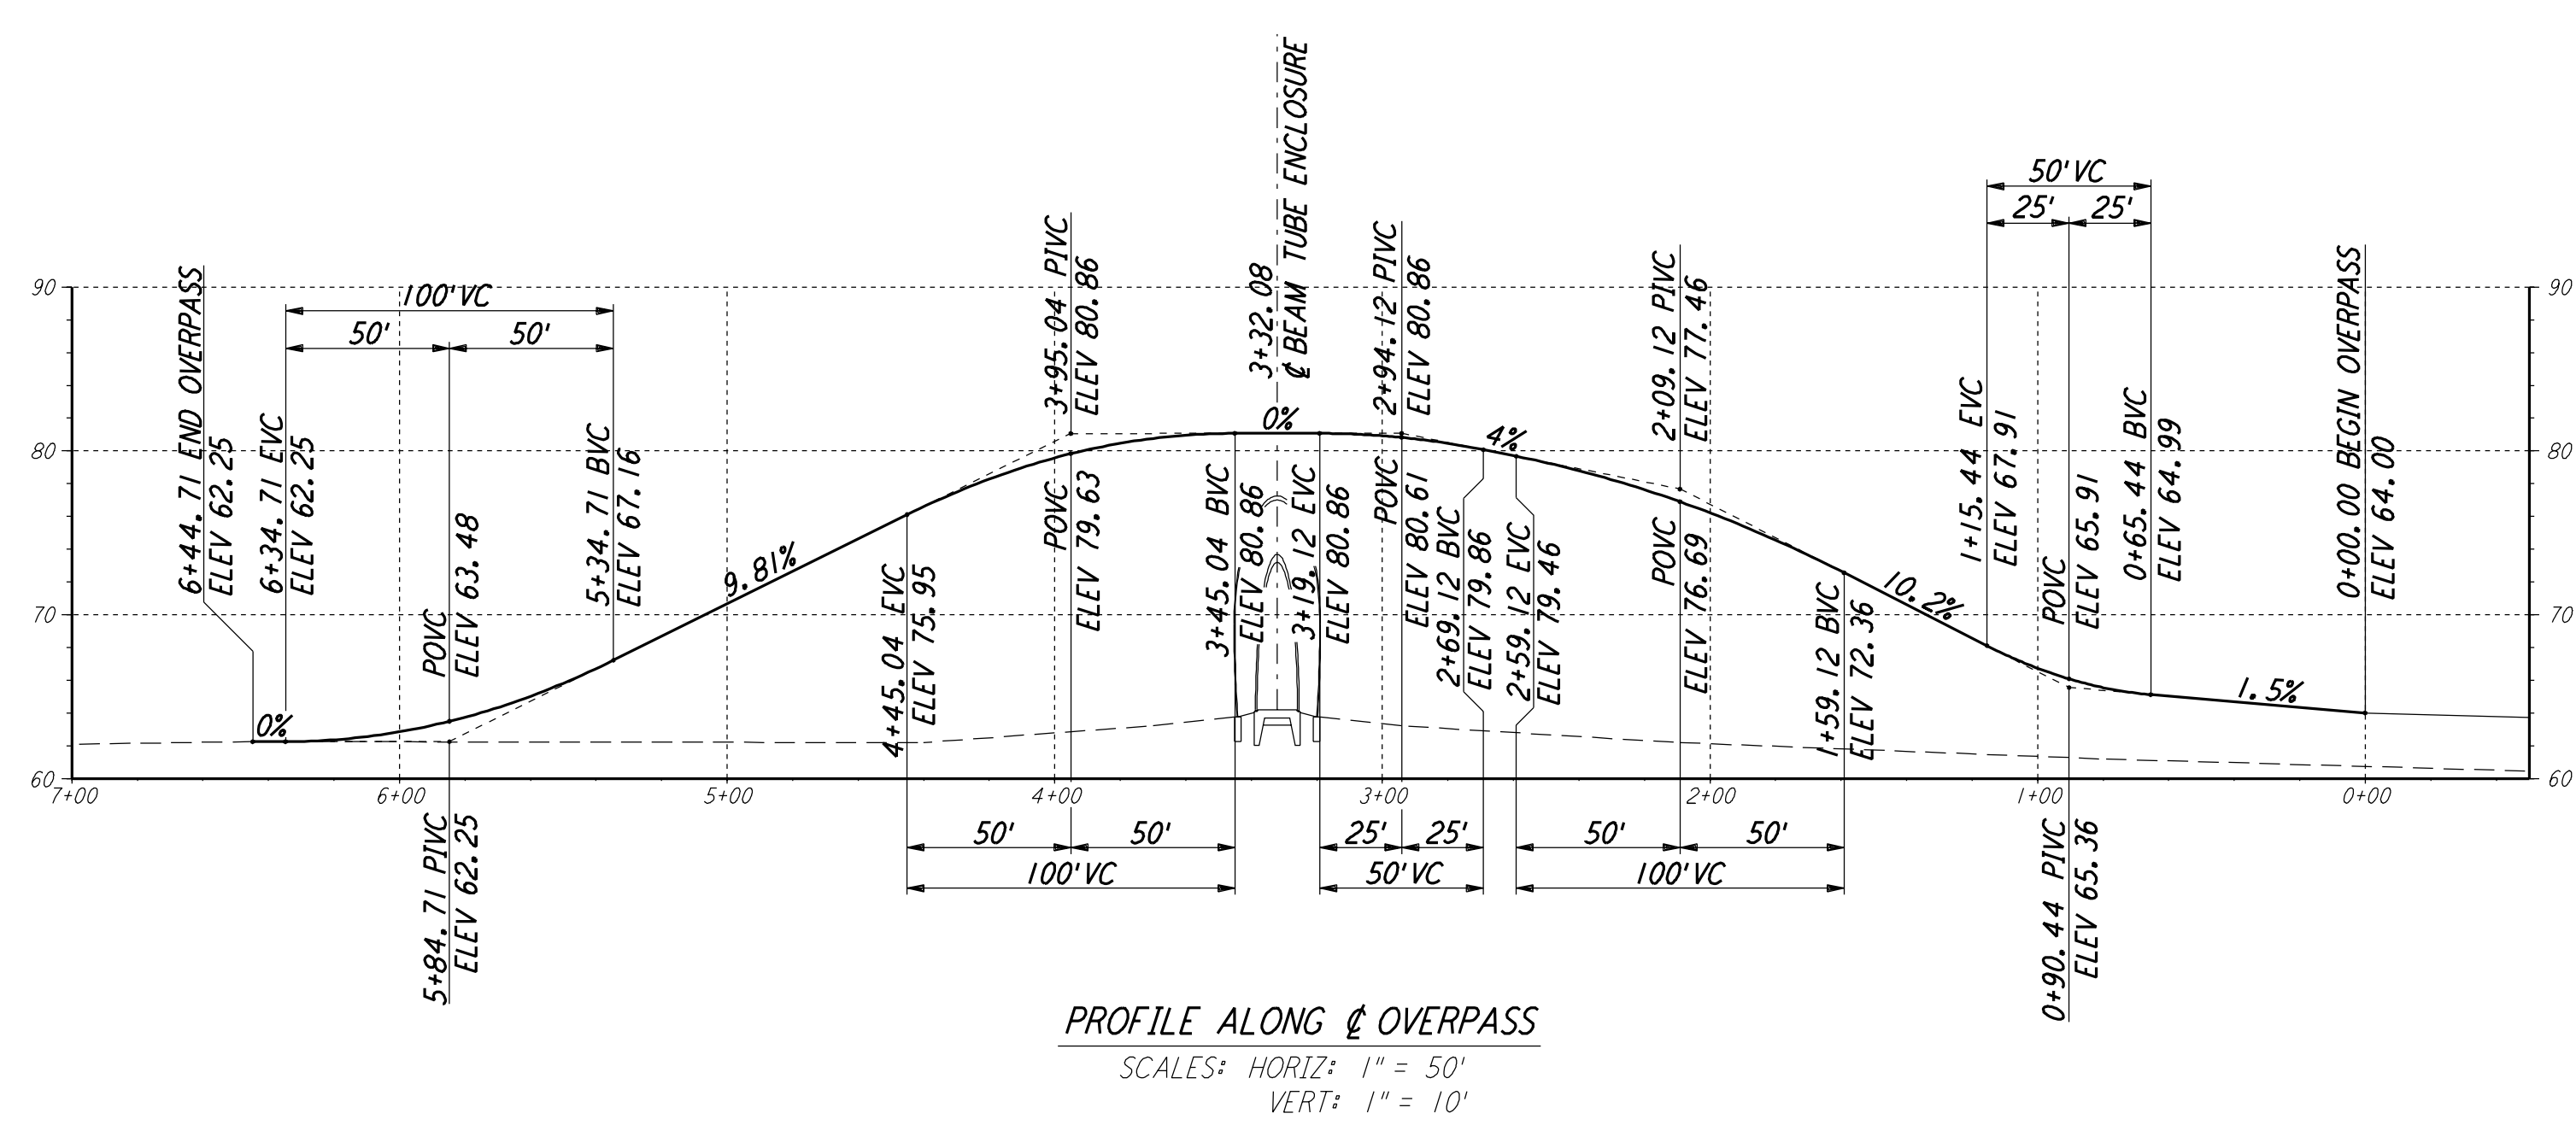 6+44.71 END OVERPASS
ELEV 62.25
6+34.71 EVC
ELEV 62.25
100' VC
50'
50'
POVC
ELEV 63.48
5+84.71 PIVC
ELEV 62.25
5+34.71 BVC
ELEV 67.16
0%
9.81%
4+45.04 EVC
ELEV 75.95
3+95.04 PIVC
ELEV 80.86
POVC
ELEV 79.63
3+45.04 BVC
ELEV 80.86
3+32.08
℄ BEAM TUBE ENCLOSURE
0%
3+19.12 EVC
ELEV 80.86
2+94.12 PIVC
ELEV 80.86
POVC
ELEV 80.61
2+69.12 BVC
ELEV 79.86
4%
2+59.12 EVC
ELEV 79.46
2+09.12 PIVC
ELEV 77.46
POVC
ELEV 76.69
1+59.12 BVC
ELEV 72.36
10.2%
50' VC
25'
25'
1+15.44 EVC
ELEV 67.91
POVC
ELEV 65.91
0+90.44 PIVC
ELEV 65.36
0+65.44 BVC
ELEV 64.99
1.5%
0+00.00 BEGIN OVERPASS
ELEV 64.00
90
80
70
60
90
80
70
60
7+00
6+00
5+00
4+00
3+00
2+00
1+00
0+00
50'
50'
100' VC
25'
25'
50' VC
50'
50'
100' VC
PROFILE ALONG ℄ OVERPASS
SCALES: HORIZ: 1" = 50'
VERT: 1" = 10'